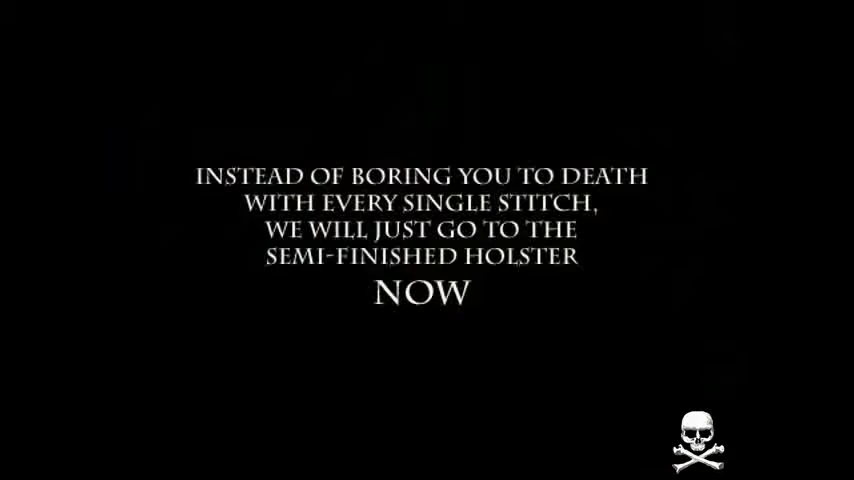 INSTEAD OF BORING YOU TO DEATH
WITH EVERY SINGLE STITCH,
WE WILL JUST GO TO THE
SEMI-FINISHED HOLSTER
NOW